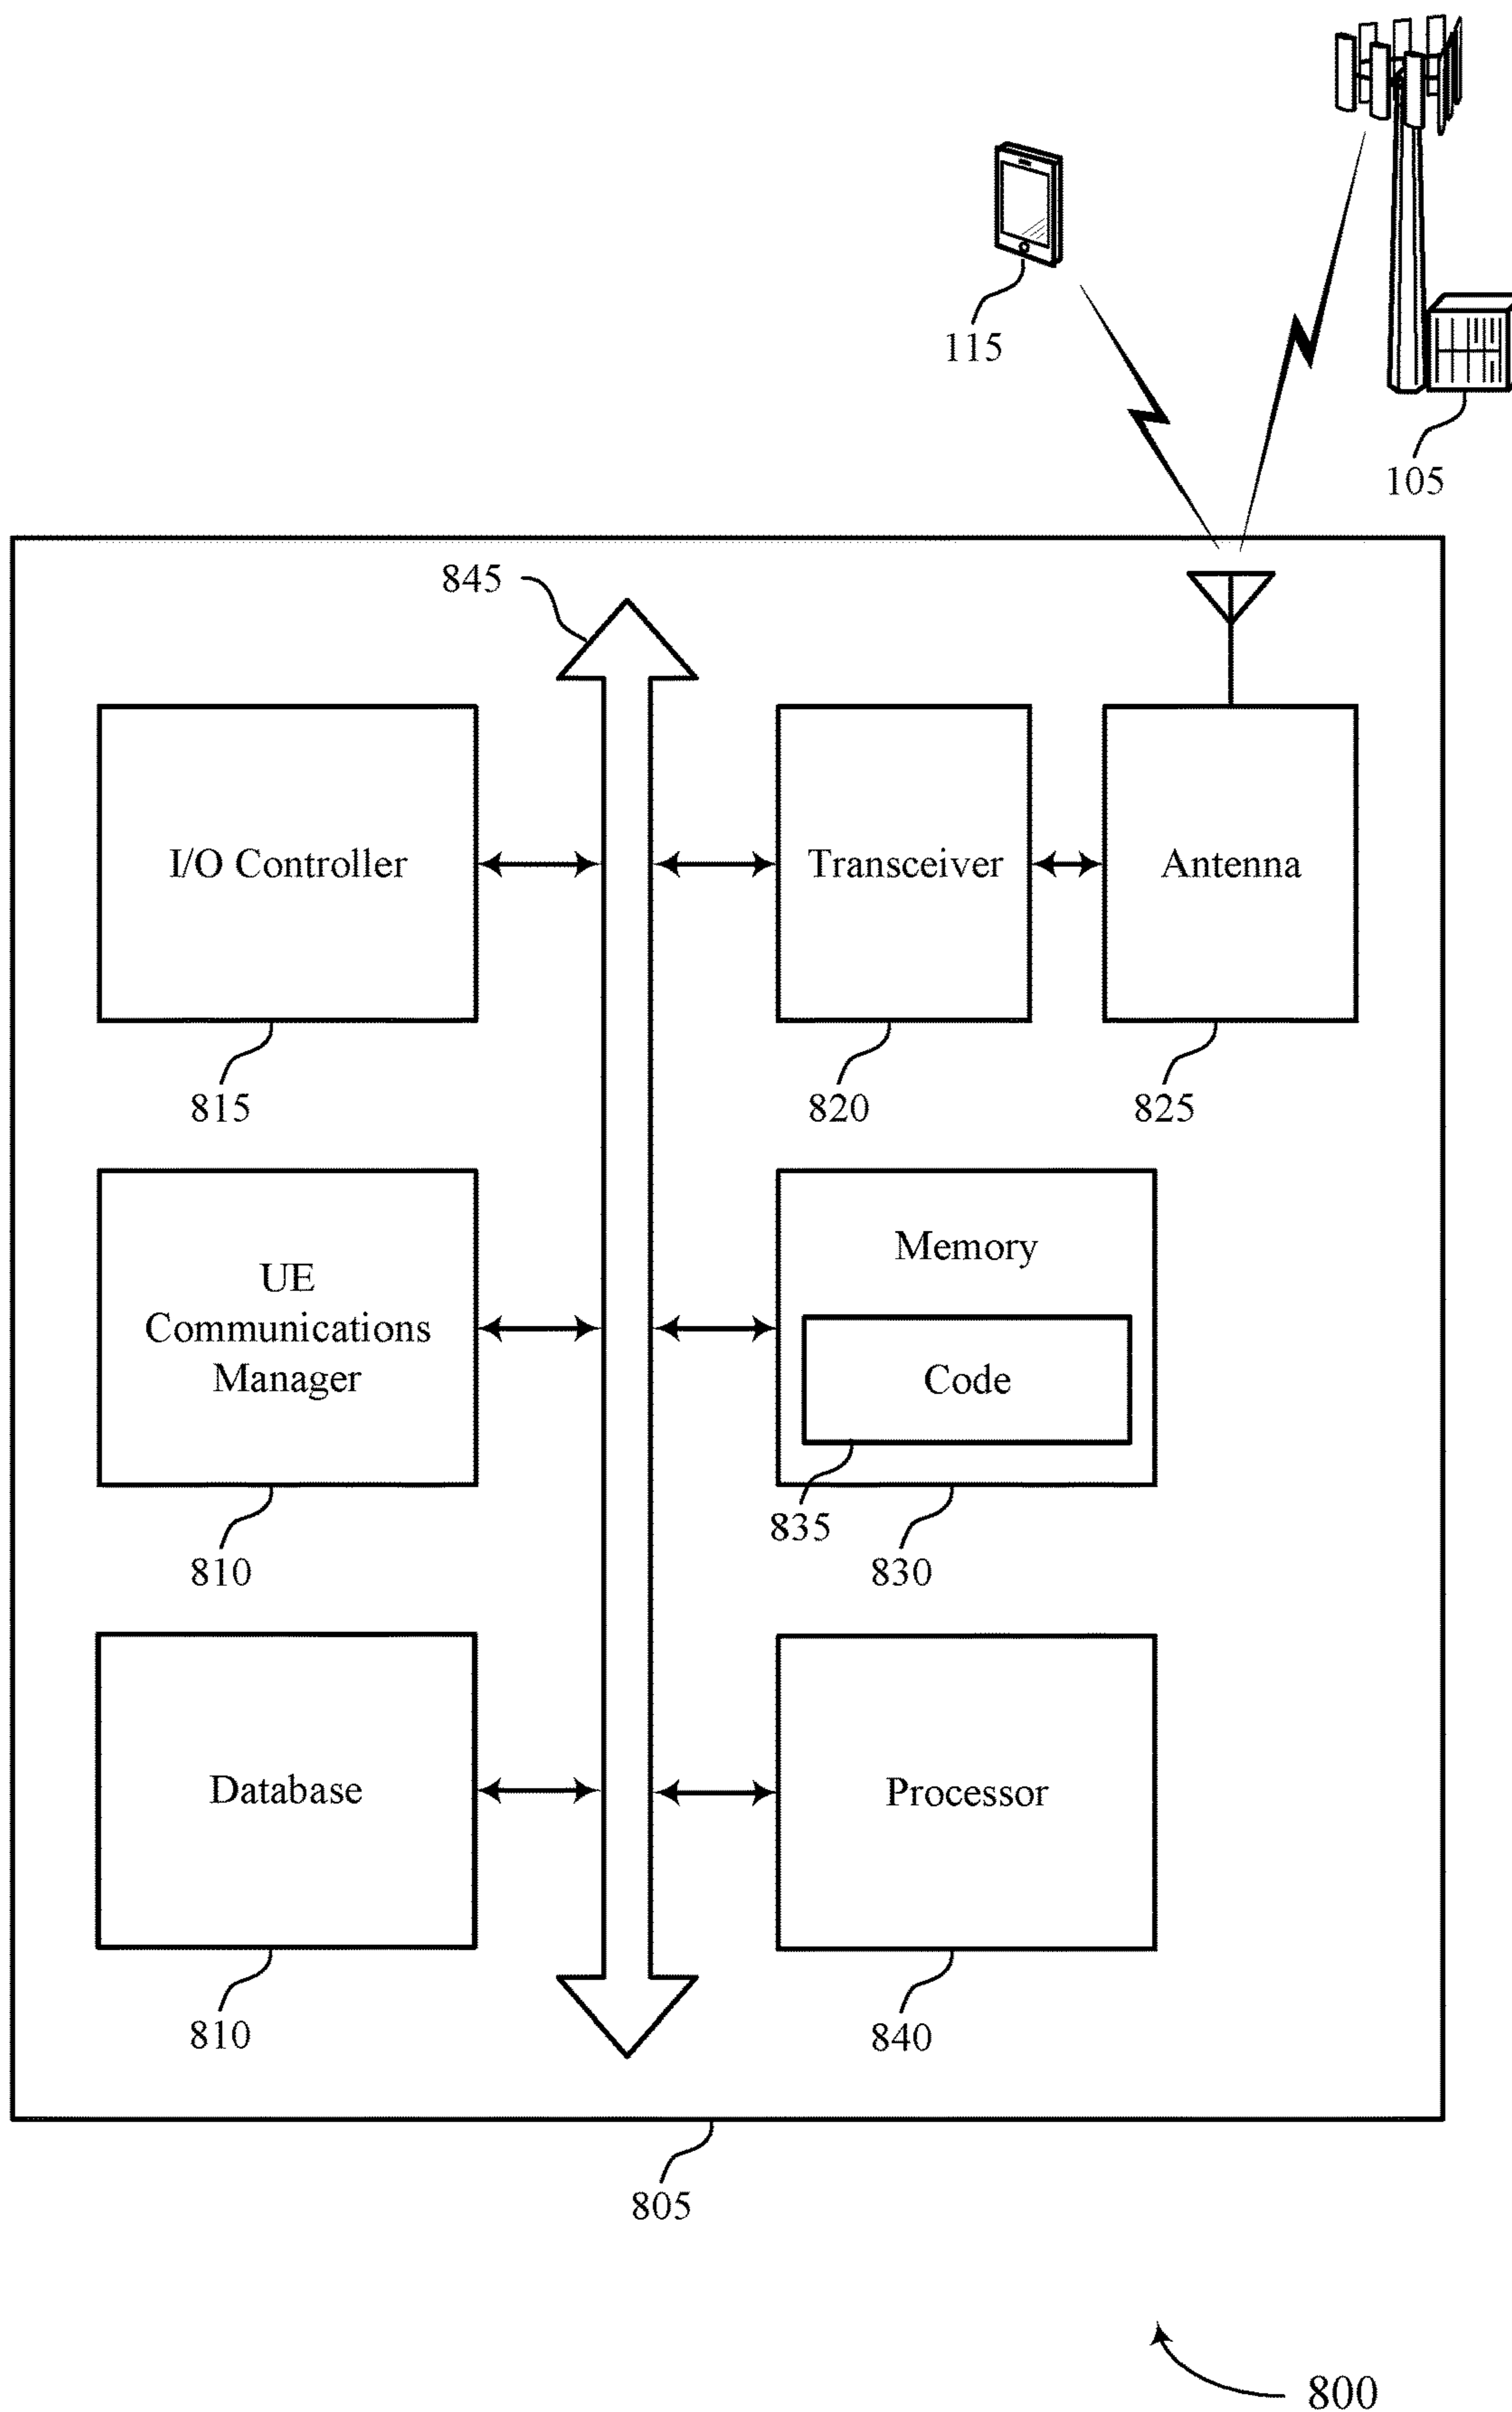 115
105
845
I/O Controller
Transceiver
Antenna
815
820
825
UE
Communications
Manager
Memory
Code
835
830
810
Database
Processor
810
840
805
800